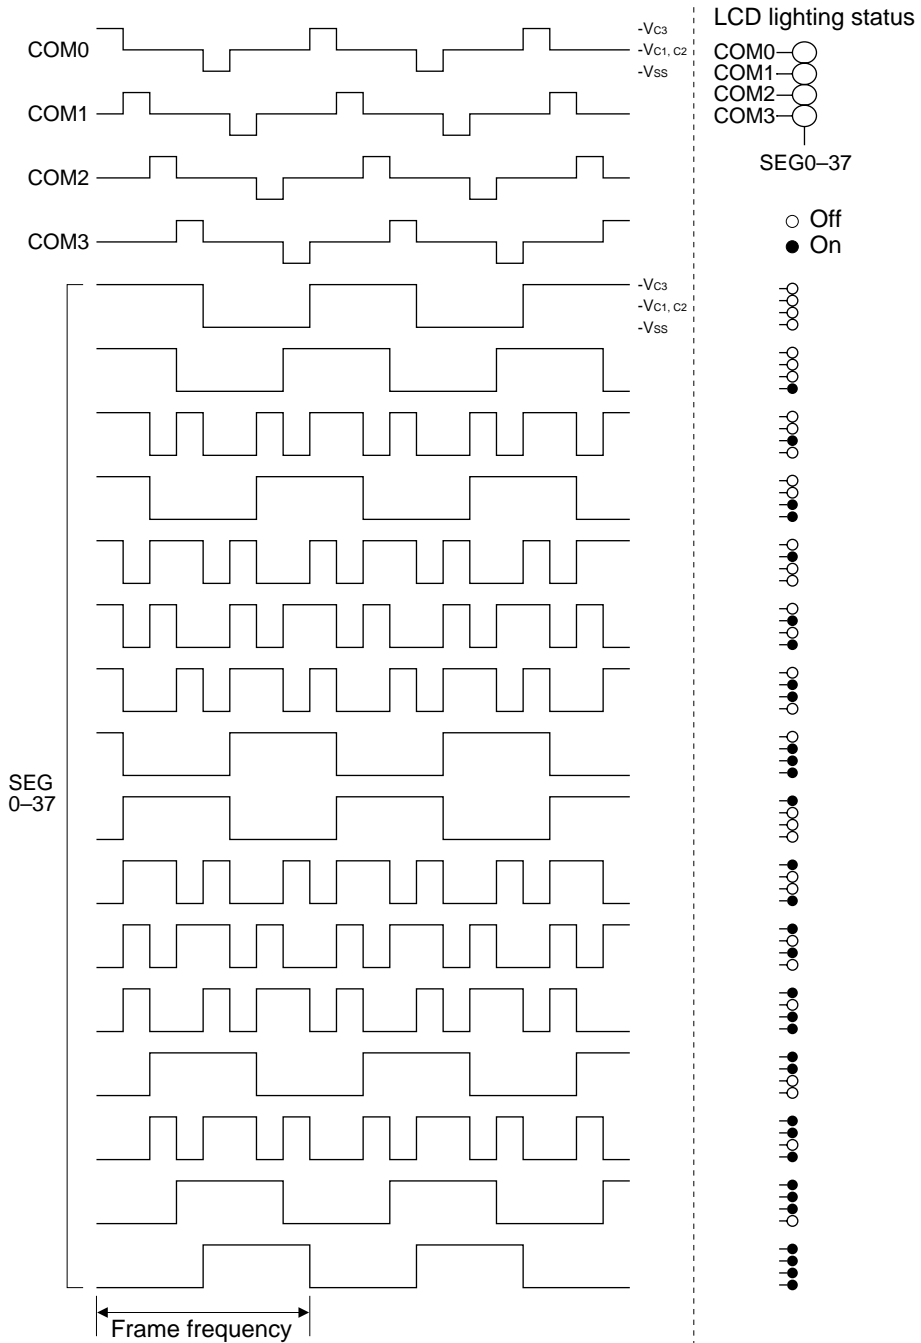 LCD lighting status
COM0
-VC3
-VC1, C2
-VSS
COM1
COM2
COM3
COM0
COM1
COM2
COM3
SEG0–37
Off
On
-VC3
-VC1, C2
-VSS
SEG
0–37
Frame frequency